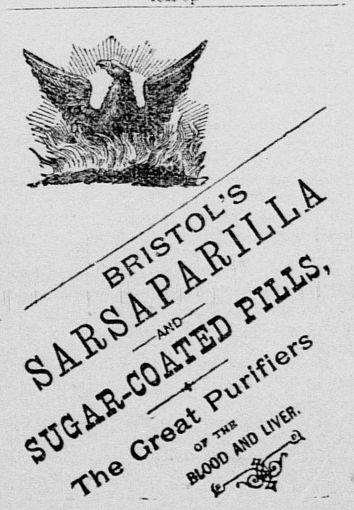 BRISTOL'S
SARSAPARILLA
AND
SUGAR-COATED PILLS,
The Great Purifiers
OF THE
BLOOD AND LIVER.